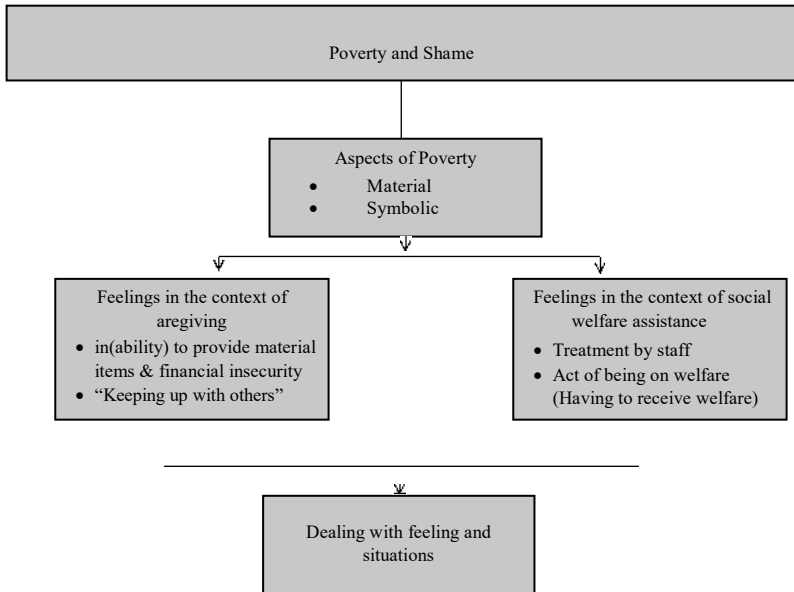 Poverty and Shame
Aspects of Poverty
• Material
• Symbolic
Feelings in the context of
aregiving
• in(ability) to provide material
items & financial insecurity
• “Keeping up with others”
Feelings in the context of social
welfare assistance
• Treatment by staff
• Act of being on welfare
(Having to receive welfare)
Dealing with feeling and
situations